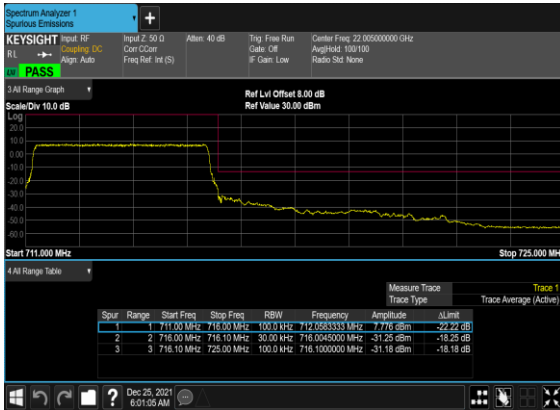 Spectrum Analyzer 1
Spurious Emissions
KEYSIGHT Input: RF Input Z: 50 Ω Atten: 40 dB Trig: Free Run Center Freq: 22.005000000 GHz
RL Coupling: DC Corr CCorr Gate: Off Avg|Hold: 100/100
Align: Auto Freq Ref: Int (S) IF Gain: Low Radio Std: None
PASS
3 All Range Graph
Ref Lvl Offset 8.00 dB
Scale/Div 10.0 dB Ref Value 30.00 dBm
Log
20.0
10.0
0.00
-10.0
-20.0
-30.0
-40.0
-50.0
-60.0
Start 711.000 MHz Stop 725.000 MH
4 All Range Table
Measure Trace Trace 1
Trace Type Trace Average (Active)
Spur Range Start Freq Stop Freq RBW Frequency Amplitude ΔLimit
1 1 711.00 MHz 716.00 MHz 100.0 kHz 712.0583333 MHz 7.776 dBm -22.22 dB
2 2 716.00 MHz 716.10 MHz 30.00 kHz 716.0045000 MHz -31.25 dBm -18.25 dB
3 3 716.10 MHz 725.00 MHz 100.0 kHz 716.1000000 MHz -31.18 dBm -18.18 dB
Dec 25, 2021
6:01:05 AM